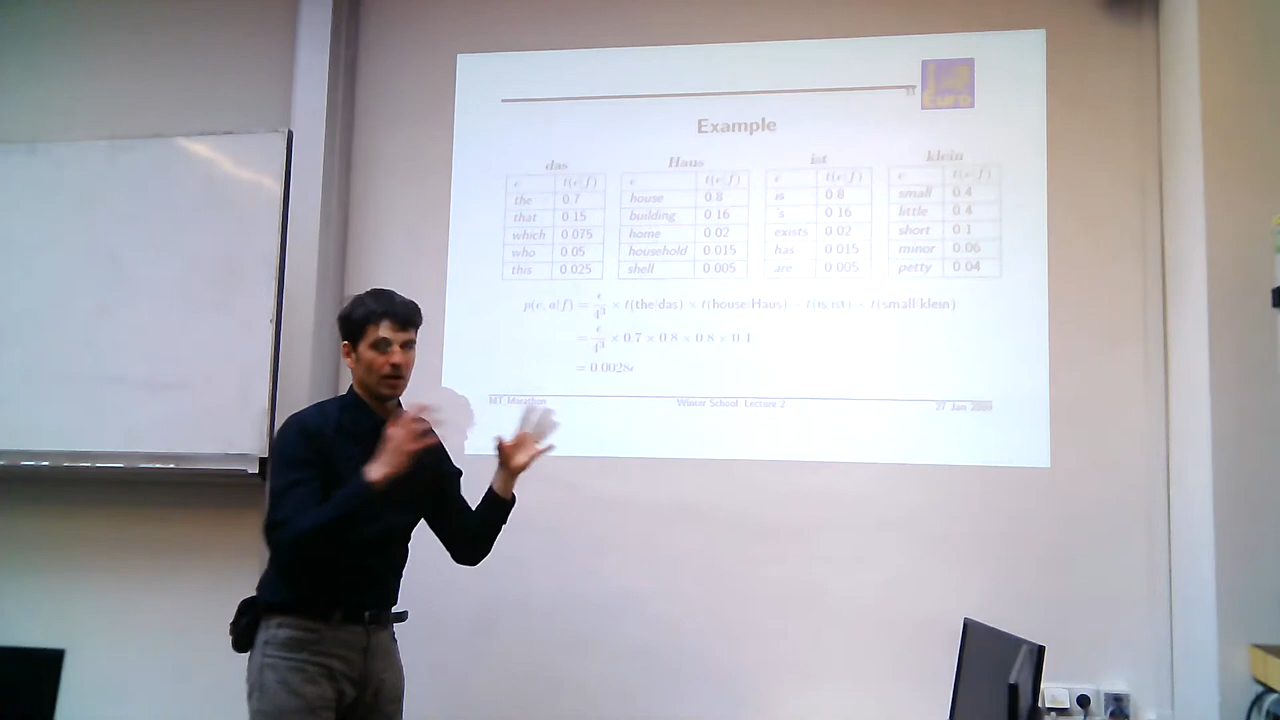 Euro
Example
das
e t(e|f)
the 0.7
that 0.15
which 0.075
who 0.05
this 0.025
Haus
e t(e|f)
house 0.8
building 0.16
home 0.02
household 0.015
shell 0.005
ist
e t(e|f)
is 0.8
's 0.16
exists 0.02
has 0.015
are 0.005
klein
e t(e|f)
small 0.4
little 0.4
short 0.1
minor 0.06
petty 0.04
p(e, a|f) = ϵ/4³ × t(the|das) × t(house|Haus) × t(is|ist) × t(small|klein)
= ϵ/4³ × 0.7 × 0.8 × 0.8 × 0.4
= 0.0028ϵ
MT Marathon Winter School, Lecture 2 27 Jan 2009